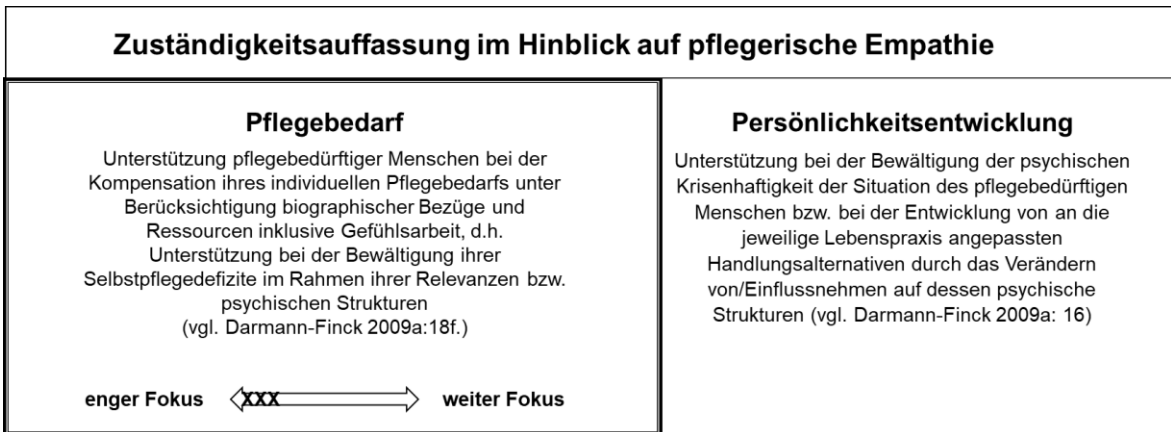 Zuständigkeitsauffassung im Hinblick auf pflegerische Empathie
Pflegebedarf
Unterstützung pflegebedürftiger Menschen bei der
Kompensation ihres individuellen Pflegebedarfs unter
Berücksichtigung biographischer Bezüge und
Ressourcen inklusive Gefühlsarbeit, d.h.
Unterstützung bei der Bewältigung ihrer
Selbstpflegedefizite im Rahmen ihrer Relevanzen bzw.
psychischen Strukturen
(vgl. Darmann-Finck 2009a:18f.)
enger Fokus XXX weiter Fokus
Persönlichkeitsentwicklung
Unterstützung bei der Bewältigung der psychischen
Krisenhaftigkeit der Situation des pflegebedürftigen
Menschen bzw. bei der Entwicklung von an die
jeweilige Lebenspraxis angepassten
Handlungsalternativen durch das Verändern
von/Einflussnehmen auf dessen psychische
Strukturen (vgl. Darmann-Finck 2009a: 16)